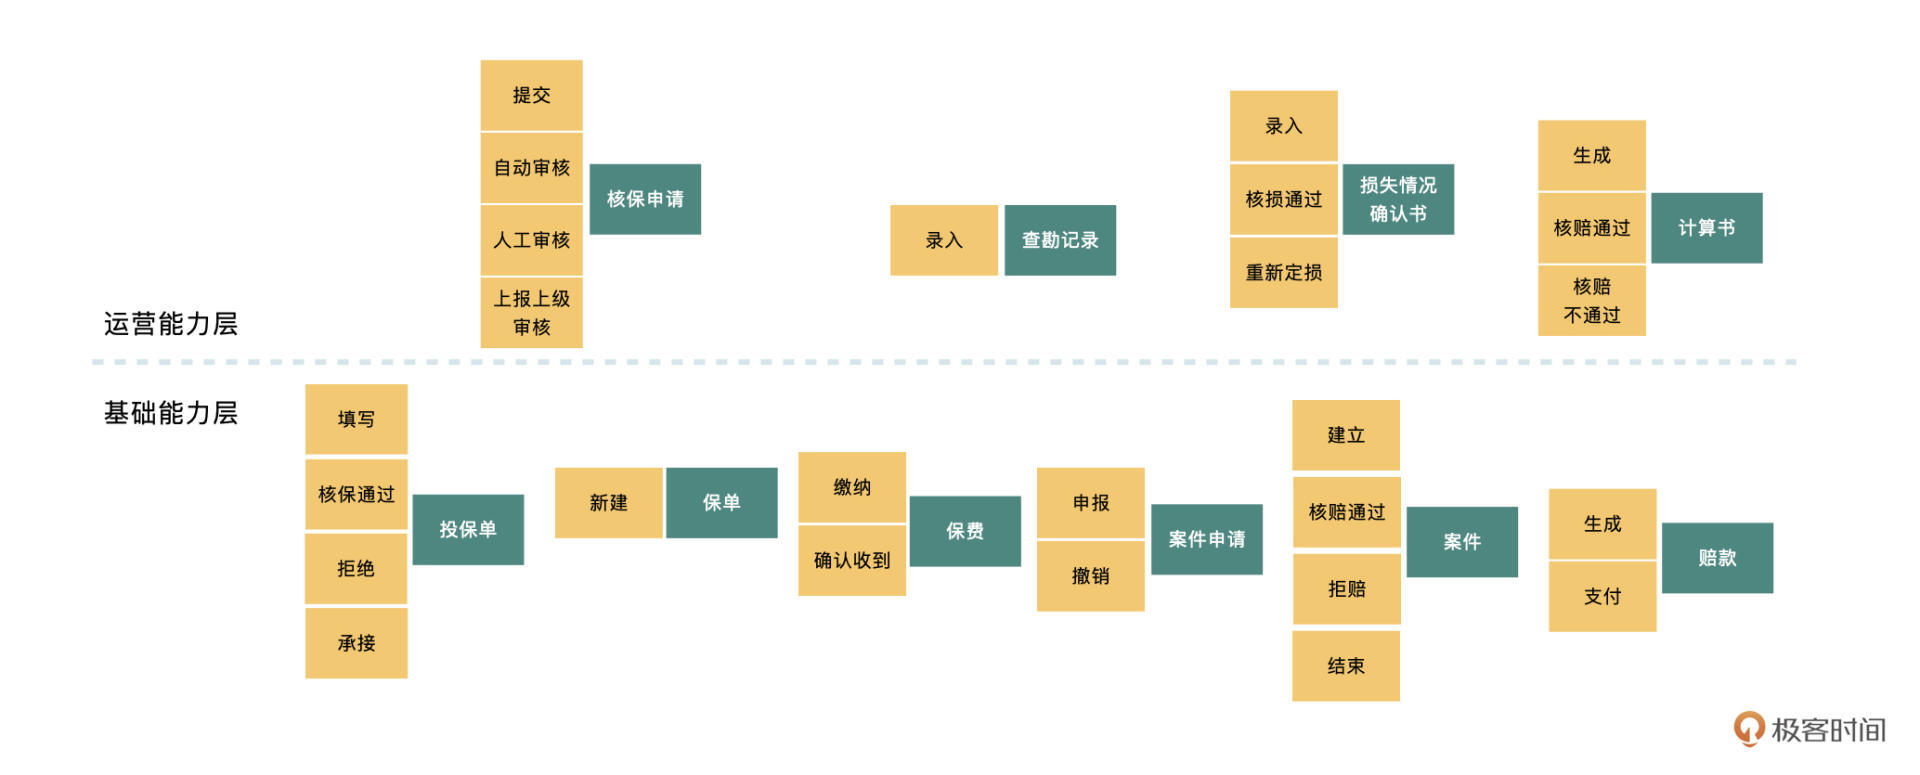 提交
自动审核
人工审核
上报上级
审核
核保申请
录入
查勘记录
录入
核损通过
重新定损
损失情况
确认书
生成
核赔通过
核赔
不通过
计算书
运营能力层
基础能力层
填写
核保通过
拒绝
承接
投保单
新建
保单
缴纳
确认收到
保费
申报
撤销
案件申请
建立
核赔通过
拒赔
结束
案件
生成
支付
赔款
极客时间